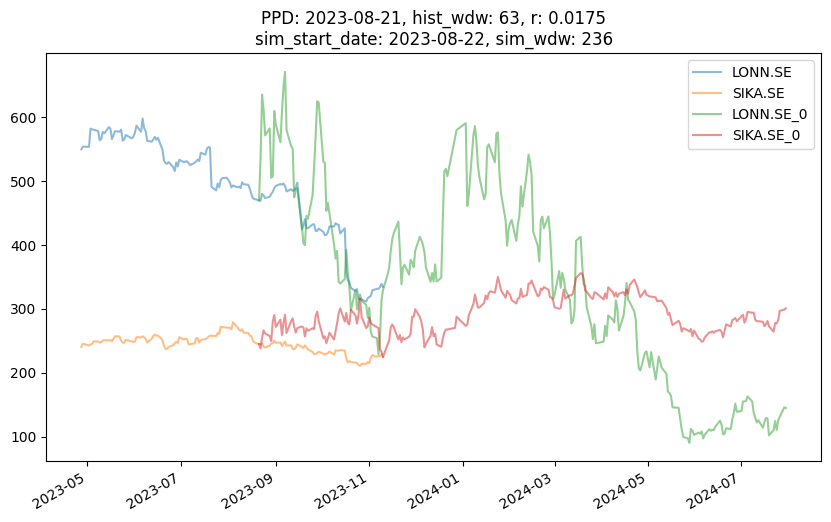 PPD: 2023-08-21, hist_wdw: 63, r: 0.0175
sim_start_date: 2023-08-22, sim_wdw: 236
LONN.SE
SIKA.SE
LONN.SE_0
SIKA.SE_0
600
500
400
300
200
100
2023-05
2023-07
2023-09
2023-11
2024-01
2024-03
2024-05
2024-07